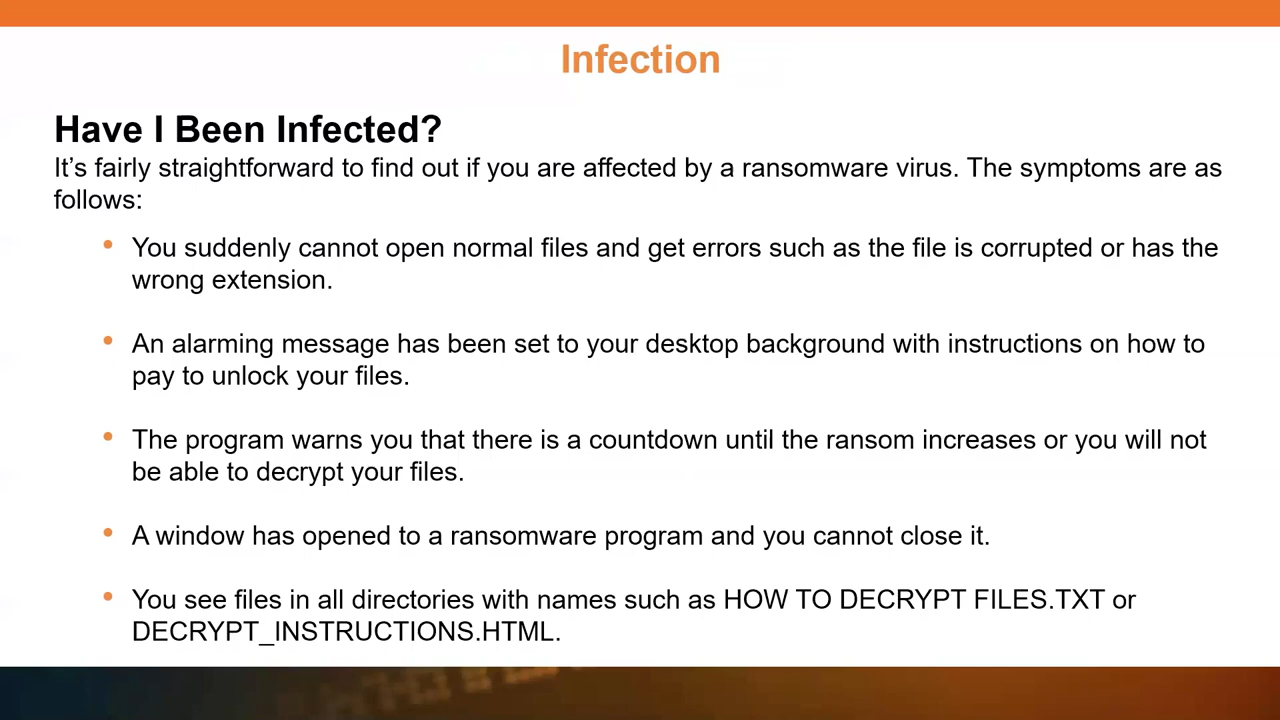 Infection
Have I Been Infected?
It’s fairly straightforward to find out if you are affected by a ransomware virus. The symptoms are as
follows:
• You suddenly cannot open normal files and get errors such as the file is corrupted or has the
wrong extension.
• An alarming message has been set to your desktop background with instructions on how to
pay to unlock your files.
• The program warns you that there is a countdown until the ransom increases or you will not
be able to decrypt your files.
• A window has opened to a ransomware program and you cannot close it.
• You see files in all directories with names such as HOW TO DECRYPT FILES.TXT or
DECRYPT_INSTRUCTIONS.HTML.